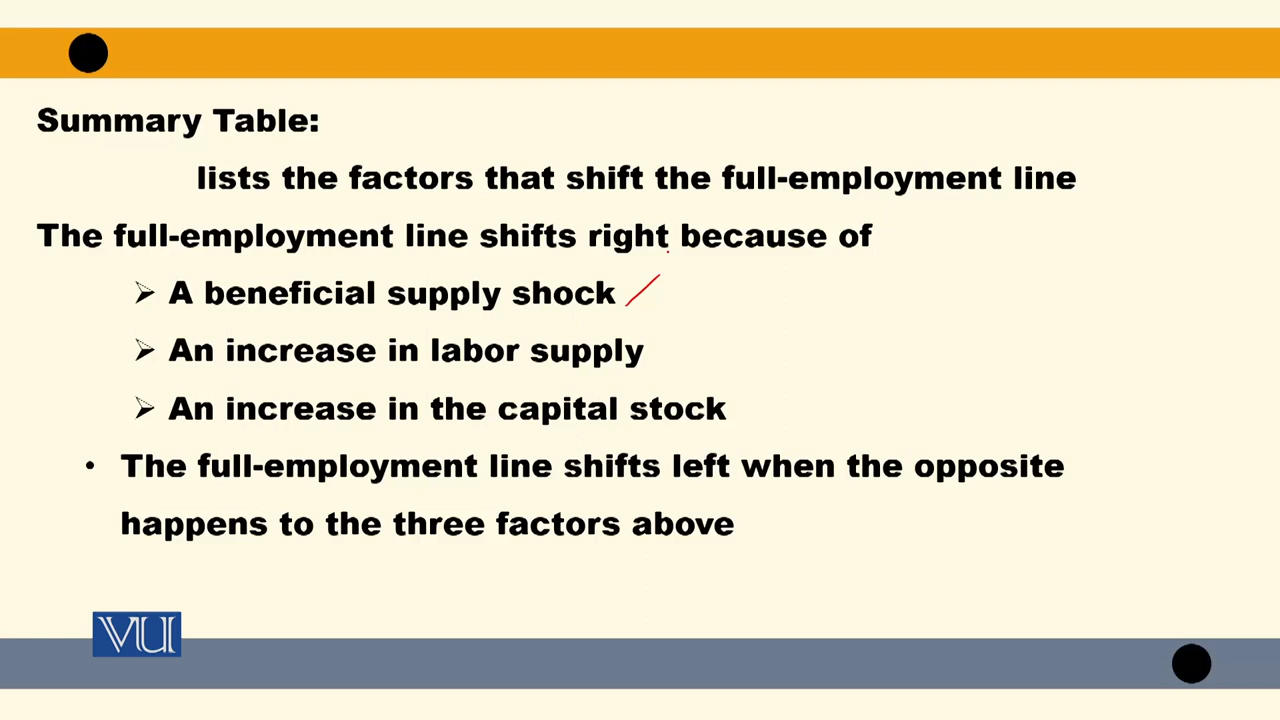 Summary Table:
lists the factors that shift the full-employment line
The full-employment line shifts right because of
➢ A beneficial supply shock
➢ An increase in labor supply
➢ An increase in the capital stock
• The full-employment line shifts left when the opposite
happens to the three factors above
VU